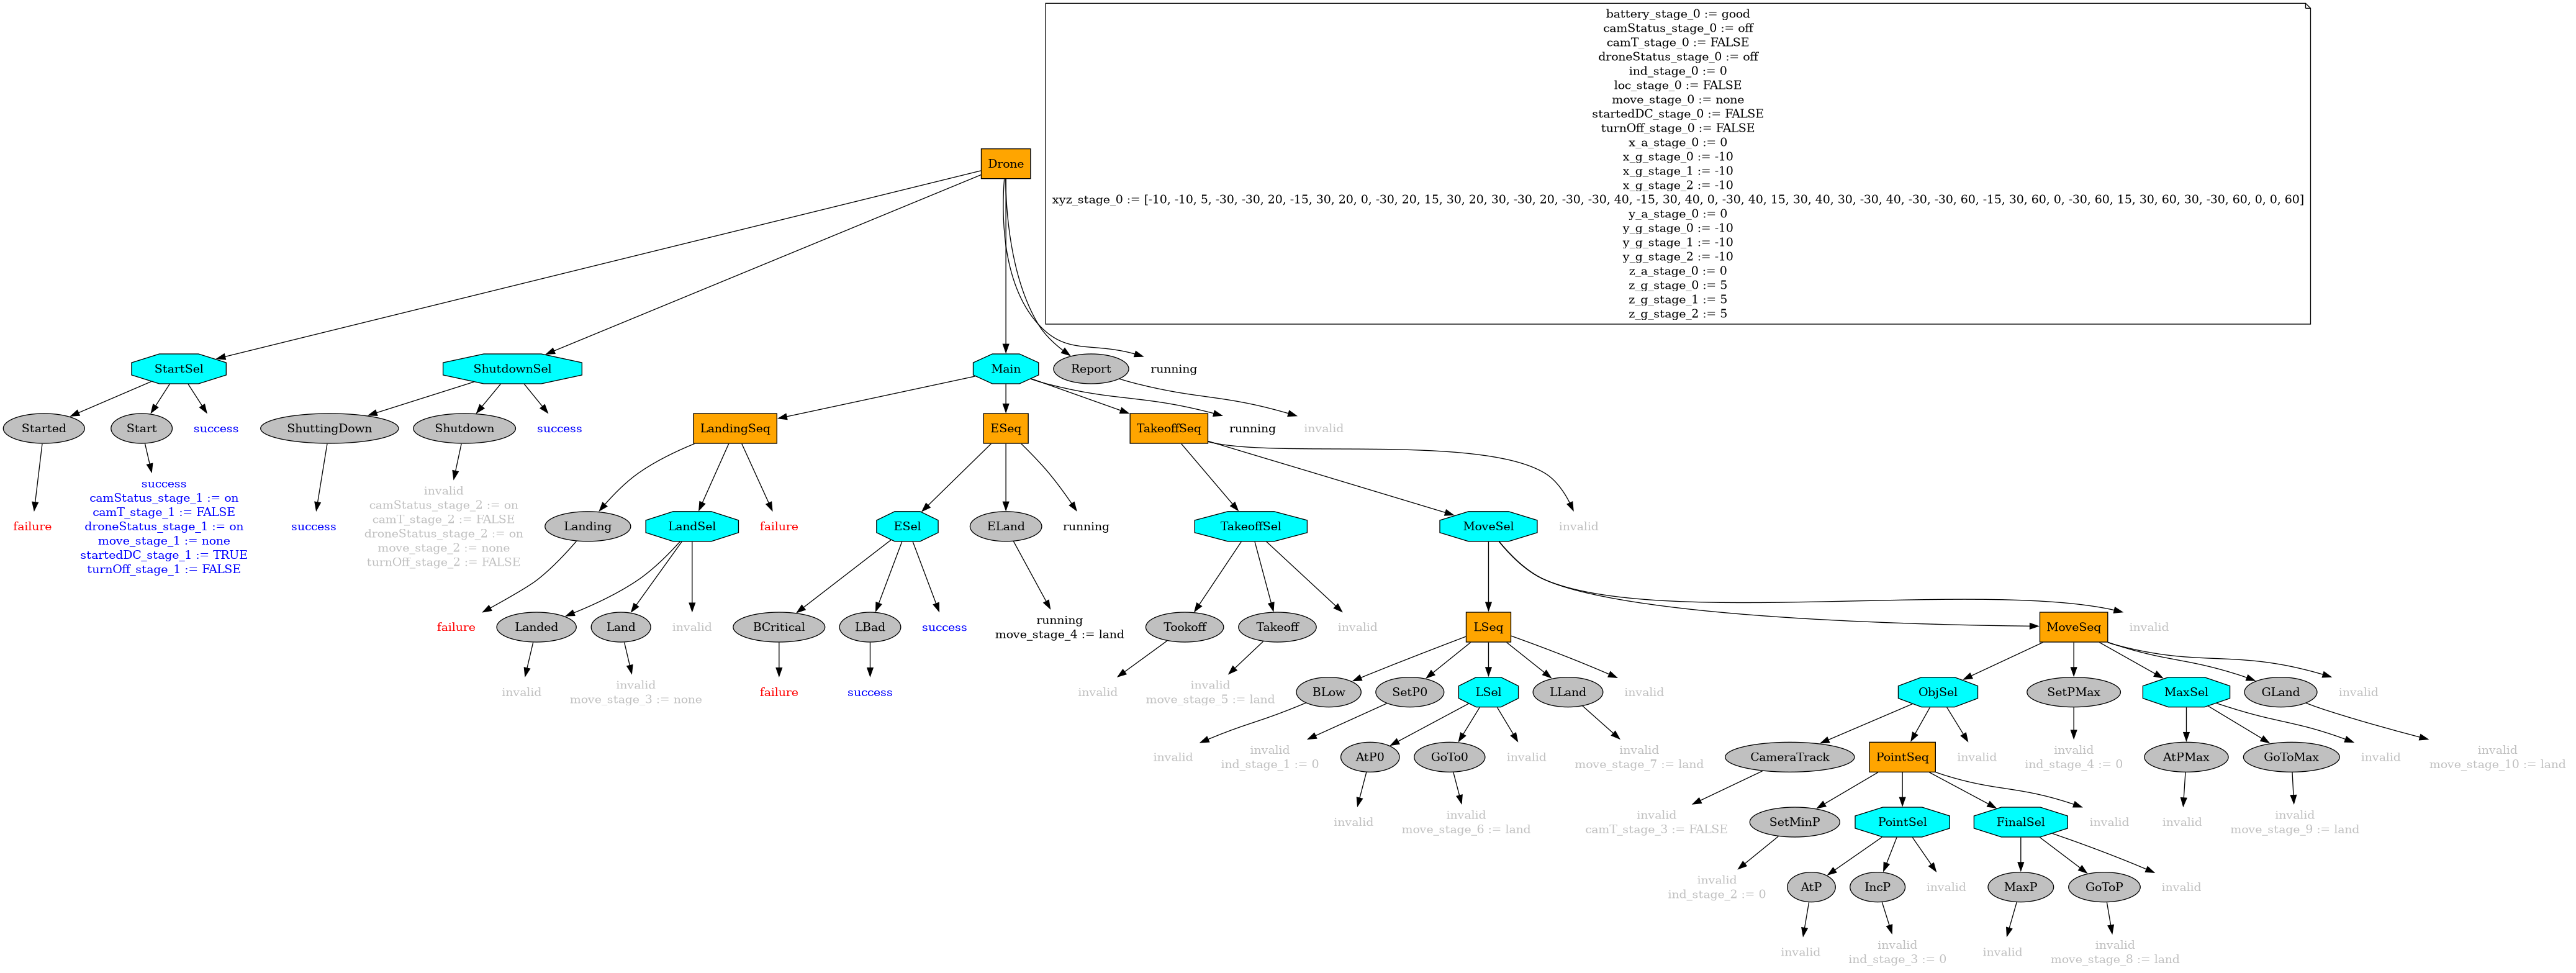 battery_stage_0 := good
camStatus_stage_0 := off
camT_stage_0 := FALSE
droneStatus_stage_0 := off
ind_stage_0 := 0
loc_stage_0 := FALSE
move_stage_0 := none
startedDC_stage_0 := FALSE
turnOff_stage_0 := FALSE
x_a_stage_0 := 0
x_g_stage_0 := -10
x_g_stage_1 := -10
x_g_stage_2 := -10
xyz_stage_0 := [-10, -10, 5, -30, -30, 20, -15, 30, 20, 0, -30, 20, 15, 30, 20, 30, -30, 20, -30, -30, 40, -15, 30, 40, 0, -30, 40, 15, 30, 40, 30, -30, 40, -30, -30, 60, -15, 30, 60, 0, -30, 60, 15, 30, 60, 30, -30, 60, 0, 0, 60]
y_a_stage_0 := 0
y_g_stage_0 := -10
y_g_stage_1 := -10
y_g_stage_2 := -10
z_a_stage_0 := 0
z_g_stage_0 := 5
z_g_stage_1 := 5
z_g_stage_2 := 5
Drone
StartSel
ShutdownSel
Main
Report
running
Started
Start
success
ShuttingDown
Shutdown
success
LandingSeq
ESeq
TakeoffSeq
running
invalid
failure
success
camStatus_stage_1 := on
camT_stage_1 := FALSE
droneStatus_stage_1 := on
move_stage_1 := none
startedDC_stage_1 := TRUE
turnOff_stage_1 := FALSE
success
invalid
camStatus_stage_2 := on
camT_stage_2 := FALSE
droneStatus_stage_2 := on
move_stage_2 := none
turnOff_stage_2 := FALSE
Landing
LandSel
failure
ESel
ELand
running
TakeoffSel
MoveSel
invalid
failure
Landed
Land
invalid
BCritical
LBad
success
running
move_stage_4 := land
Tookoff
Takeoff
invalid
LSeq
MoveSeq
invalid
invalid
invalid
move_stage_3 := none
failure
success
invalid
invalid
move_stage_5 := land
BLow
SetP0
LSel
LLand
invalid
ObjSel
SetPMax
MaxSel
GLand
invalid
invalid
invalid
ind_stage_1 := 0
AtP0
GoTo0
invalid
invalid
move_stage_7 := land
CameraTrack
PointSeq
invalid
invalid
ind_stage_4 := 0
AtPMax
GoToMax
invalid
invalid
move_stage_10 := land
invalid
invalid
move_stage_6 := land
invalid
camT_stage_3 := FALSE
SetMinP
PointSel
FinalSel
invalid
invalid
invalid
move_stage_9 := land
invalid
ind_stage_2 := 0
AtP
IncP
invalid
MaxP
GoToP
invalid
invalid
invalid
ind_stage_3 := 0
invalid
invalid
move_stage_8 := land